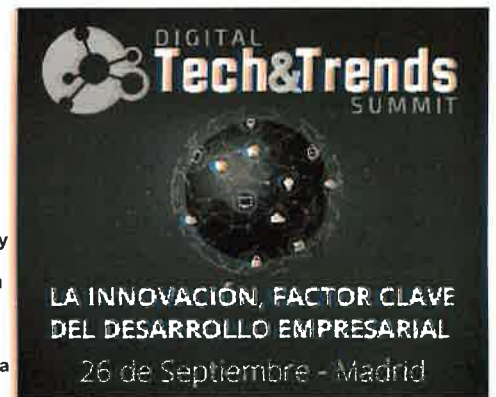 DIGITAL
Tech&Trends
SUMMIT
y
LA INNOVACIÓN, FACTOR CLAVE
DEL DESARROLLO EMPRESARIAL
a
26 de Septiembre - Madrid